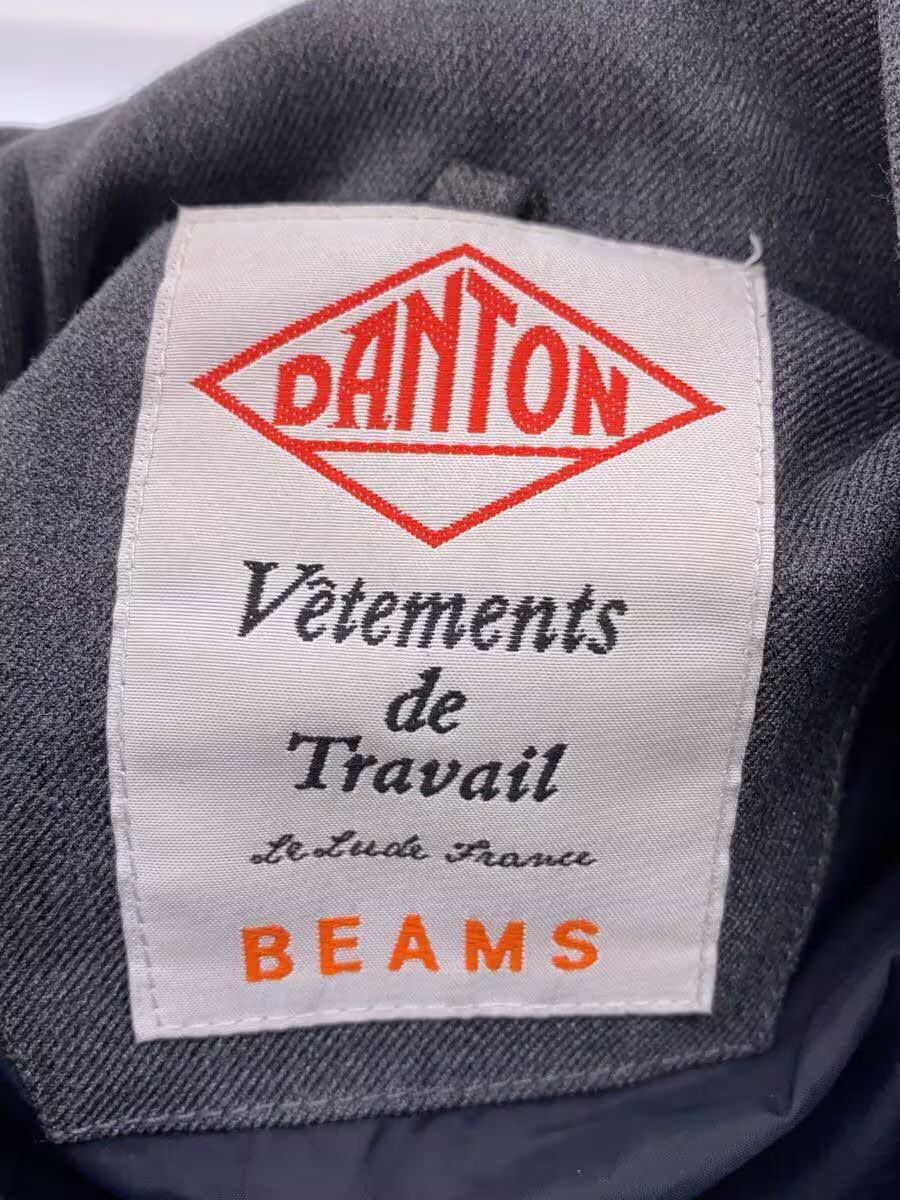 DANTON
Vêtements
de
Travail
Le Lude France
BEAMS